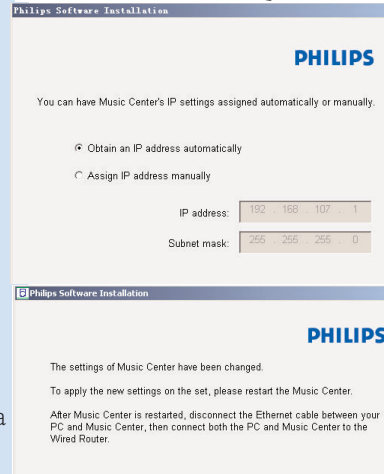 Philips Software Installation
PHILIPS
You can have Music Center's IP settings assigned automatically or manually.
Obtain an IP address automatically
Assign IP address manually
IP address: 192 . 168 . 107 . 1
Subnet mask: 255 . 255 . 255 . 0
Philips Software Installation
PHILIPS
The settings of Music Center have been changed.
To apply the new settings on the set, please restart the Music Center.
After Music Center is restarted, disconnect the Ethernet cable between your
PC and Music Center, then connect both the PC and Music Center to the
Wired Router.
a